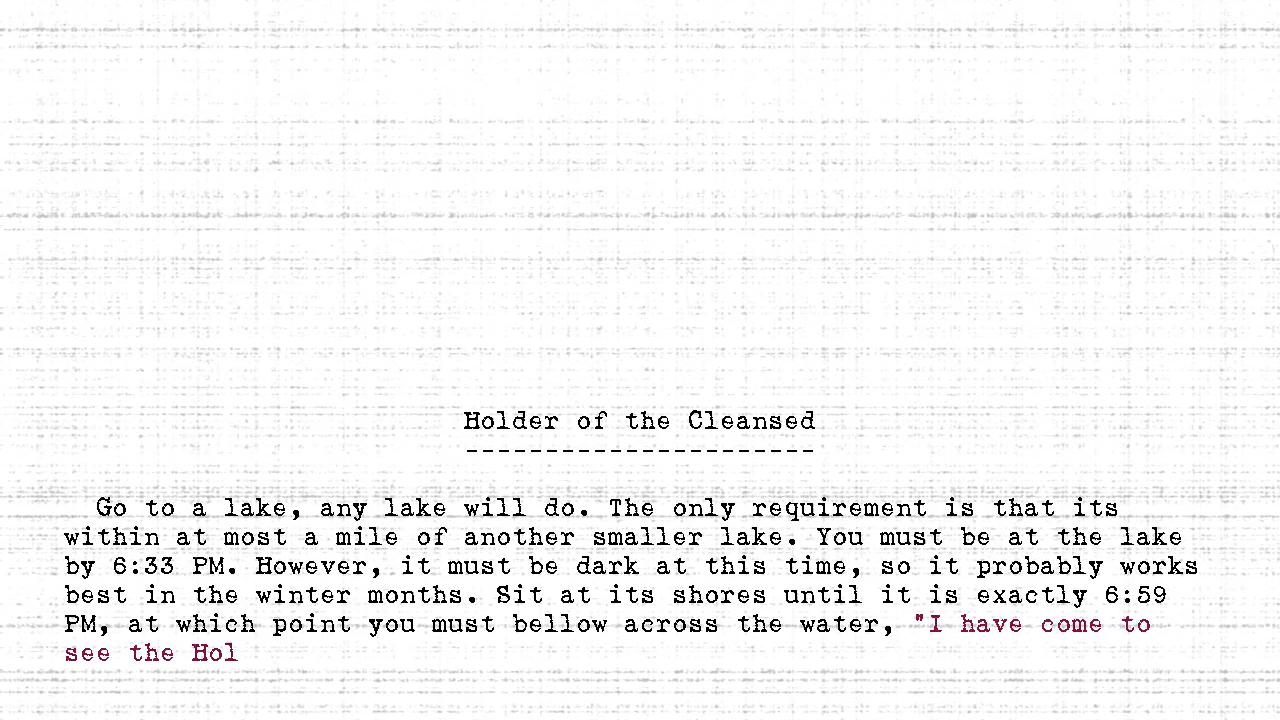 Holder of the Cleansed
----------------------
Go to a lake, any lake will do. The only requirement is that its
within at most a mile of another smaller lake. You must be at the lake
by 6:33 PM. However, it must be dark at this time, so it probably works
best in the winter months. Sit at its shores until it is exactly 6:59
PM, at which point you must bellow across the water, "I have come to
see the Hol